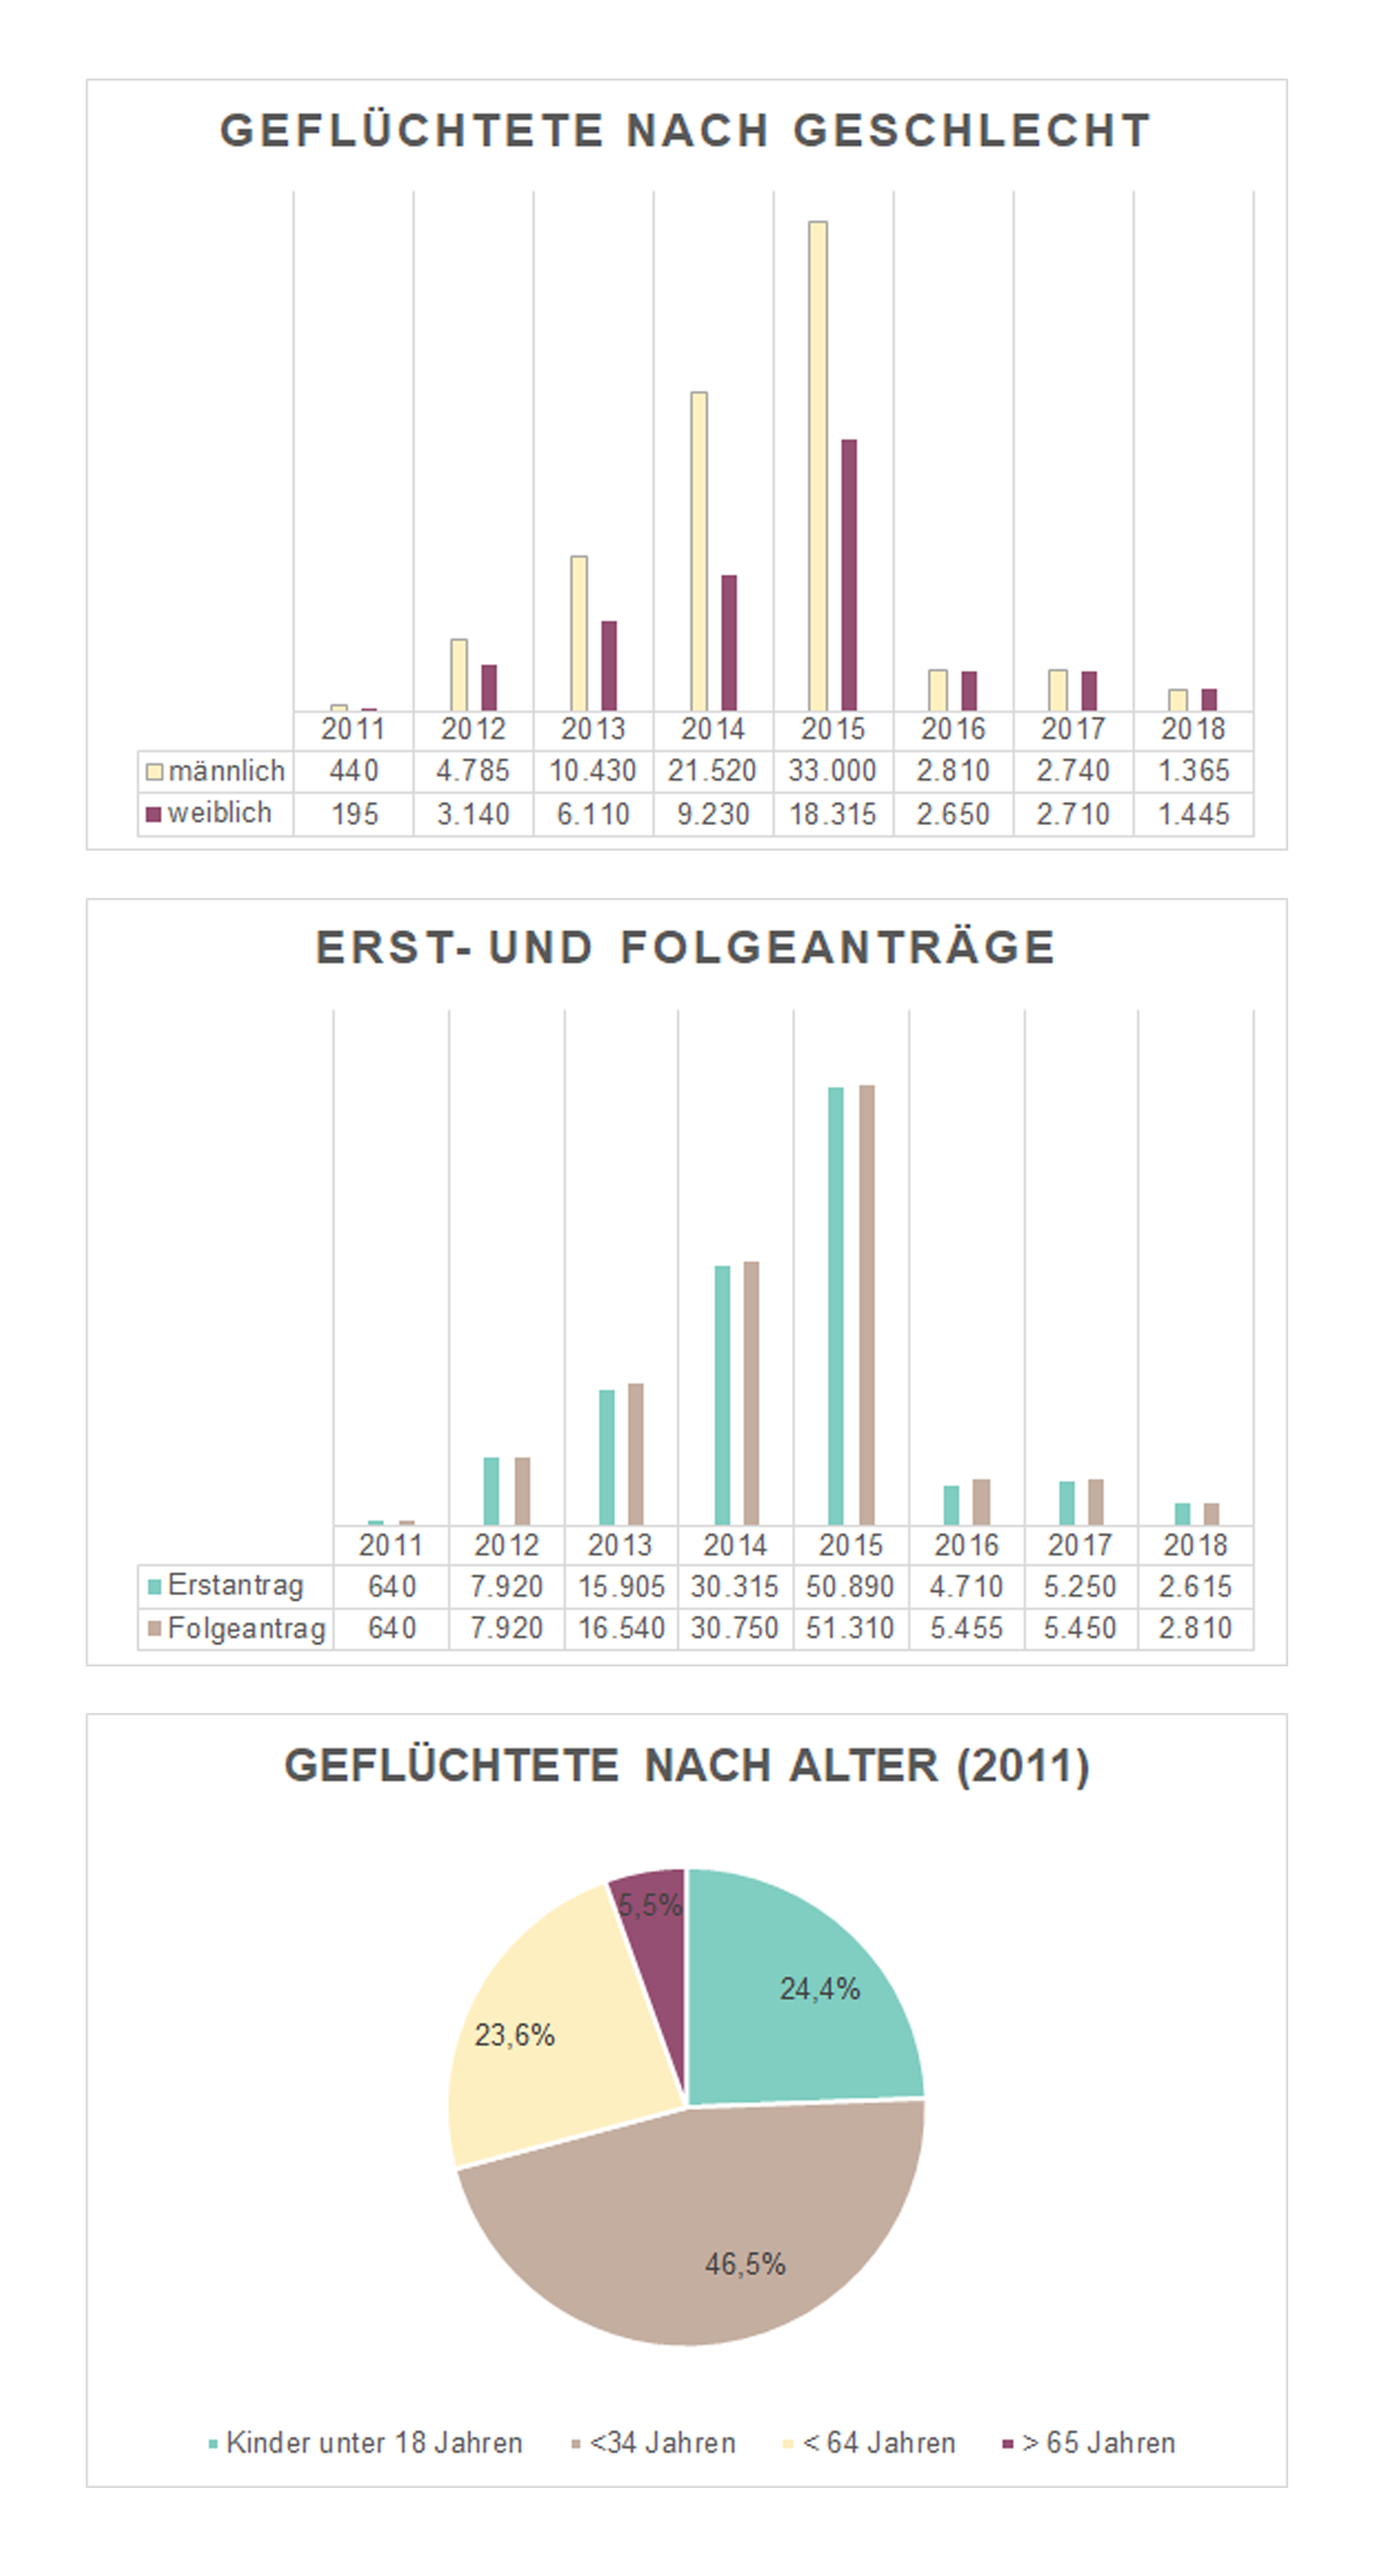 GEFLÜCHTETE NACH GESCHLECHT
2011 2012 2013 2014 2015 2016 2017 2018
männlich 440 4.785 10.430 21.520 33.000 2.810 2.740 1.365
weiblich 195 3.140 6.110 9.230 18.315 2.650 2.710 1.445
ERST- UND FOLGEANTRÄGE
2011 2012 2013 2014 2015 2016 2017 2018
Erstantrag 640 7.920 15.905 30.315 50.890 4.710 5.250 2.615
Folgeantrag 640 7.920 16.540 30.750 51.310 5.455 5.450 2.810
GEFLÜCHTETE NACH ALTER (2011)
5,5%
24,4%
23,6%
46,5%
Kinder unter 18 Jahren <34 Jahren < 64 Jahren > 65 Jahren